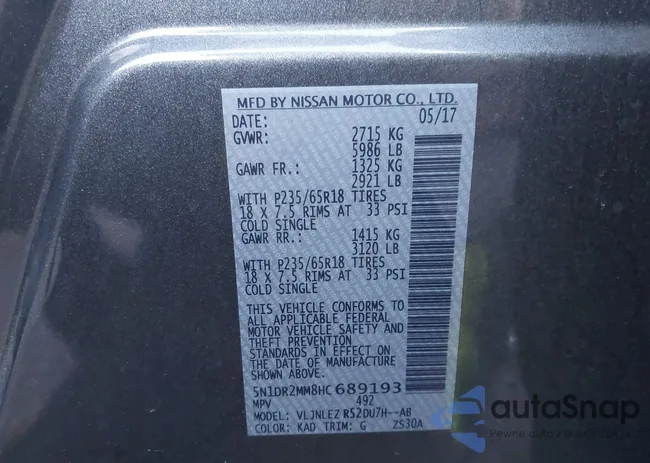 MFD BY NISSAN MOTOR CO., LTD.
DATE: 05/17
GVWR: 2715 KG
5986 LB
GAWR FR.: 1325 KG
2921 LB
WITH P235/65R18 TIRES
18 X 7.5 RIMS AT 33 PSI
COLD SINGLE
GAWR RR.: 1415 KG
3120 LB
WITH P235/65R18 TIRES
18 X 7.5 RIMS AT 33 PSI
COLD SINGLE
THIS VEHICLE CONFORMS TO
ALL APPLICABLE FEDERAL
MOTOR VEHICLE SAFETY AND
THEFT PREVENTION
STANDARDS IN EFFECT ON
THE DATE OF MANUFACTURE
SHOWN ABOVE.
5N1DR2MM8HC689193
MPV 492
MODEL: VLJNLEZ R52DU7H--AB
COLOR: KAD TRIM: G ZS30A
autoSnap
Pewne auto z